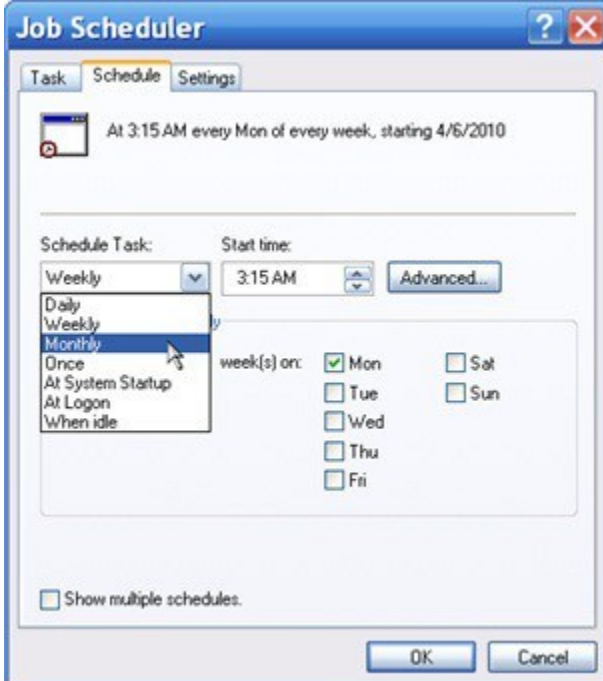 Job Scheduler
Task Schedule Settings
At 3:15 AM every Mon of every week, starting 4/6/2010
Schedule Task: Start time:
Weekly 3:15 AM Advanced...
Daily
Weekly
Monthly
Once week(s) on: Mon Sat
At System Startup Tue Sun
At Logon
When idle Wed
Thu
Fri
Show multiple schedules.
OK Cancel